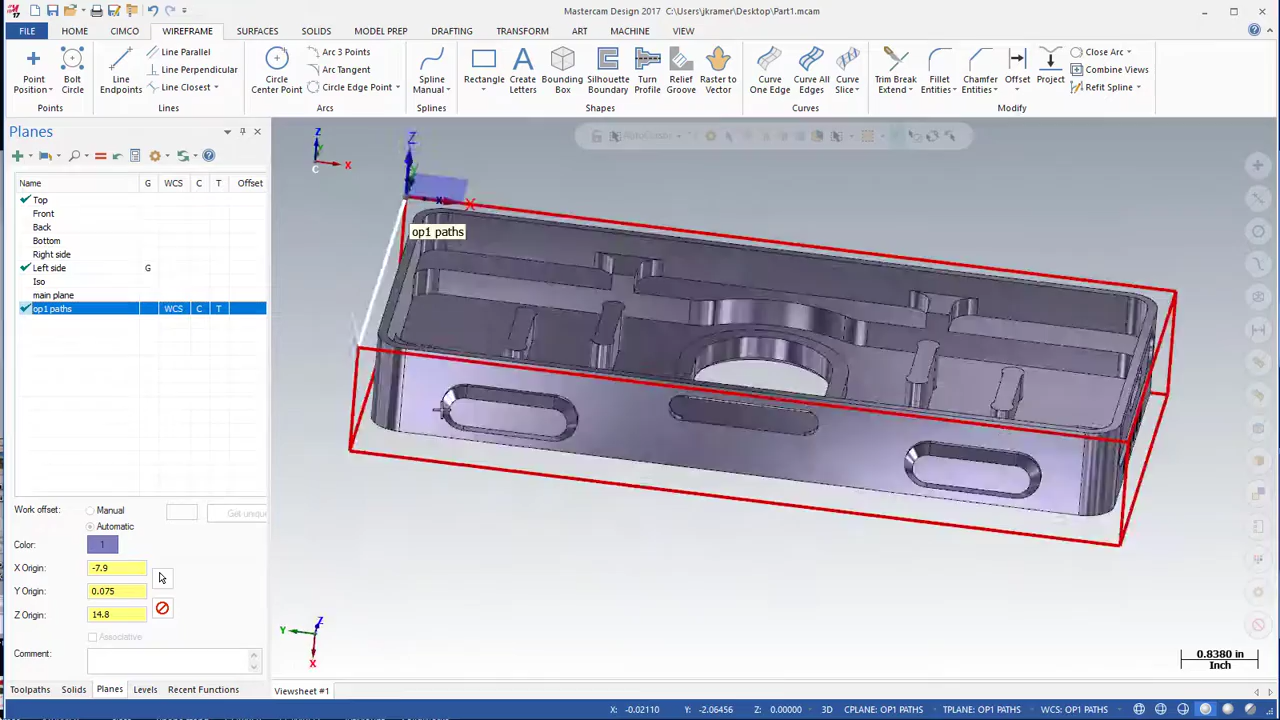 Mastercam Design 2017 C:\Users\jkramer\Desktop\Part1.mcam
FILE HOME CIMCO WIREFRAME SURFACES SOLIDS MODEL PREP DRAFTING TRANSFORM ART MACHINE VIEW
Point Position
Bolt Circle
Points
Line Endpoints
Line Parallel
Line Perpendicular
Line Closest
Lines
Circle Center Point
Arc 3 Points
Arc Tangent
Circle Edge Point
Arcs
Spline Manual
Splines
Rectangle
Create Letters
Bounding Box
Silhouette Boundary
Turn Profile
Relief Groove
Raster to Vector
Shapes
Curve One Edge
Curve All Edges
Curve Slice
Curves
Trim Break Extend
Fillet Entities
Chamfer Entities
Offset
Project
Close Arc
Combine Views
Refit Spline
Modify
Planes
Name G WCS C T Offset
Top
Front
Back
Bottom
Right side
Left side G
Iso
main plane
op1 paths WCS C T
Work offset: Manual Get unique
Automatic
Color: 1
X Origin: -7.9
Y Origin: 0.075
Z Origin: 14.8
Associative
Comment:
Toolpaths Solids Planes Levels Recent Functions
AutoCursor
Z
X
C
Z
Y
X
X
op1 paths
Z
Y
X
0.8380 in
Inch
Viewsheet #1
X: -0.02110 Y: -2.06456 Z: 0.00000 3D CPLANE: OP1 PATHS TPLANE: OP1 PATHS WCS: OP1 PATHS